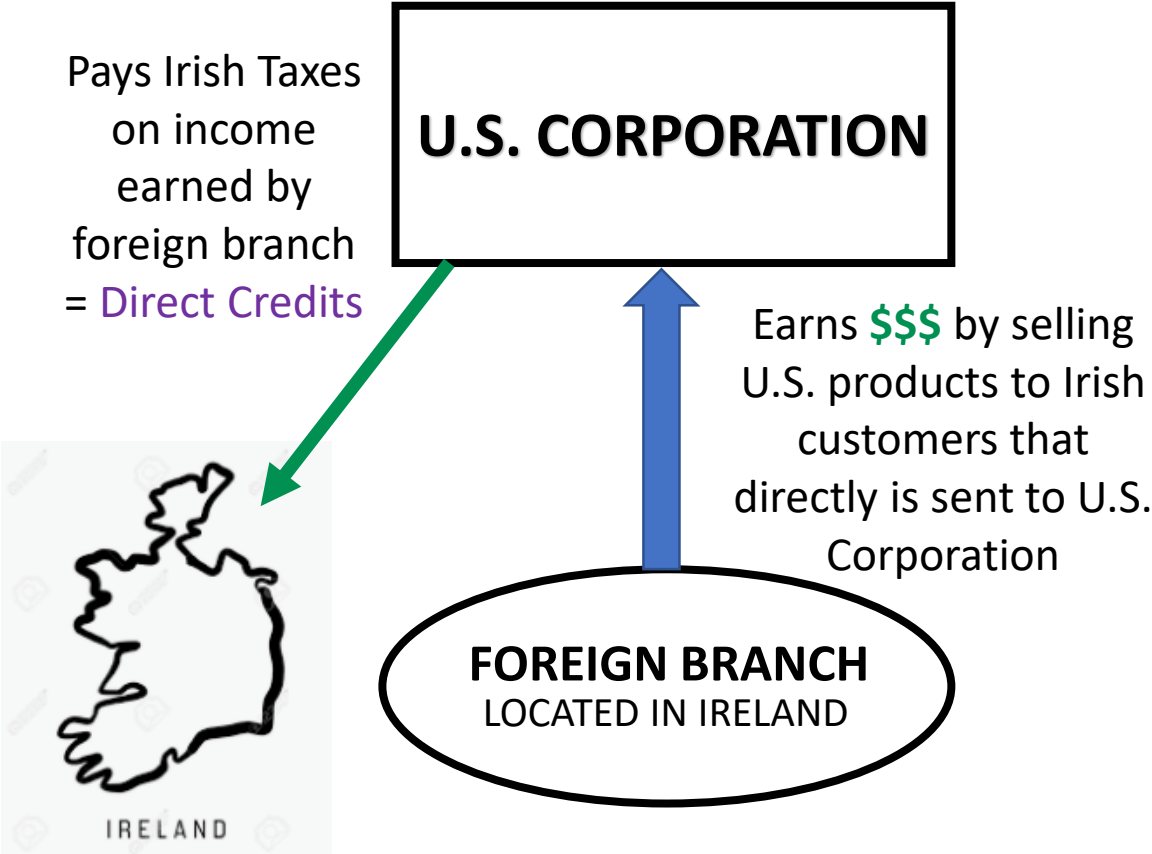 Pays Irish Taxes
on income
earned by
foreign branch
= Direct Credits
U.S. CORPORATION
Earns $$$ by selling
U.S. products to Irish
customers that
directly is sent to U.S.
Corporation
FOREIGN BRANCH
LOCATED IN IRELAND
IRELAND